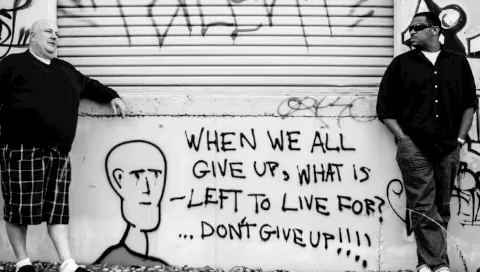 WHEN WE ALL
GIVE UP, WHAT IS
~LEFT TO LIVE FOR?
...DON'T GIVE UP!!!!